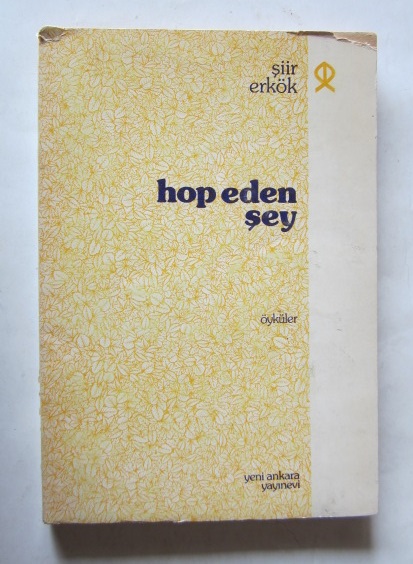 şiir
erkök
hop eden
şey
öyküler
yeni ankara
yayınevi